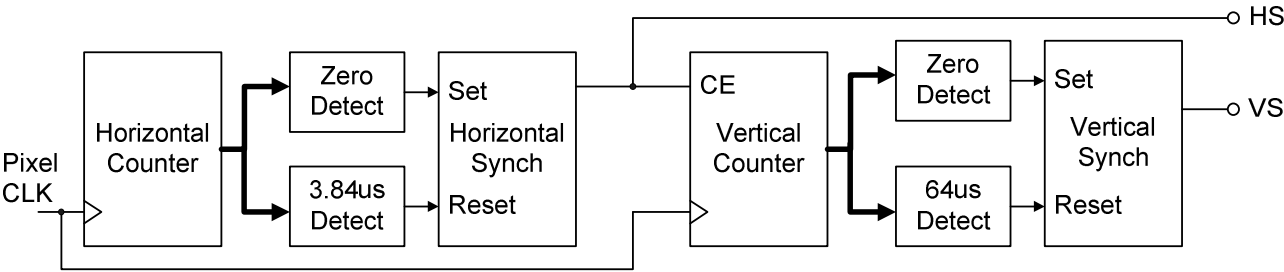 Pixel
CLK
Horizontal
Counter
Zero
Detect
3.84us
Detect
Set
Horizontal
Synch
Reset
CE
Vertical
Counter
Zero
Detect
64us
Detect
Set
Vertical
Synch
Reset
HS
VS